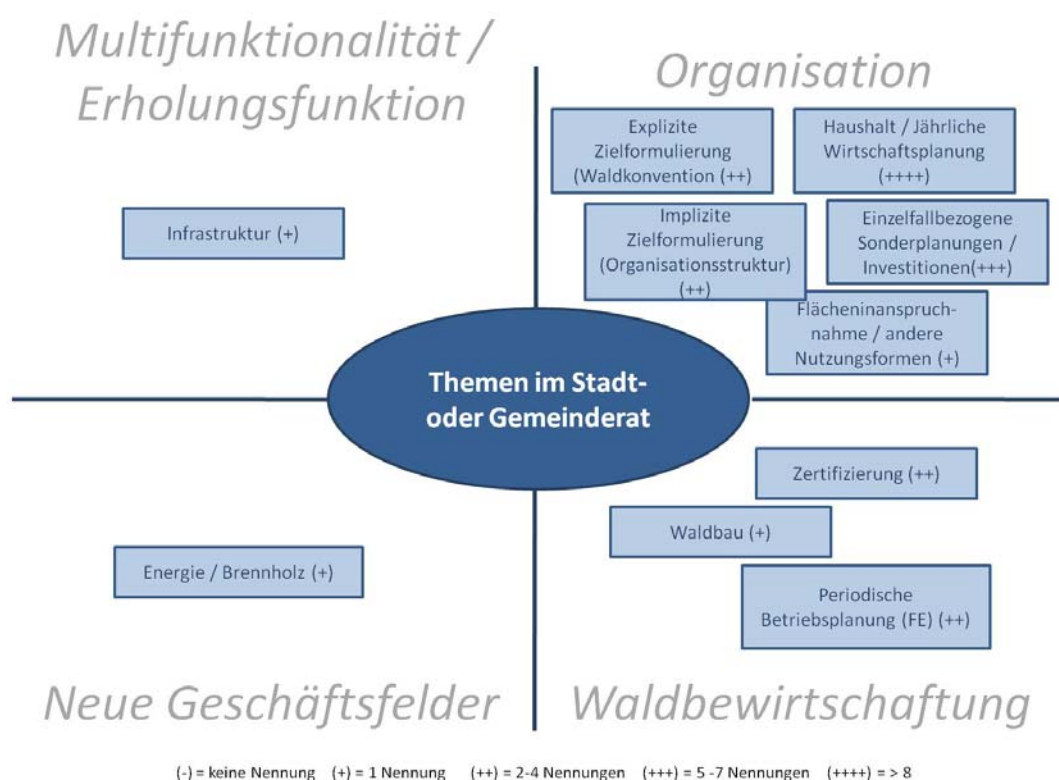 Multifunktionalität /
Erholungsfunktion
Infrastruktur (+)
Organisation
Explizite
Zielformulierung
(Waldkonvention (++)
Haushalt / Jährliche
Wirtschaftsplanung
(++++)
Implizite
Zielformulierung
(Organisationsstruktur)
(++)
Einzelfallbezogene
Sonderplanungen /
Investitionen(+++)
Flächeninanspruch-
nahme / andere
Nutzungsformen (+)
Themen im Stadt-
oder Gemeinderat
Energie / Brennholz (+)
Neue Geschäftsfelder
Zertifizierung (++)
Waldbau (+)
Periodische
Betriebsplanung (FE) (++)
Waldbewirtschaftung
(-) = keine Nennung (+) = 1 Nennung (++) = 2-4 Nennungen (+++) = 5 -7 Nennungen (++++) = > 8